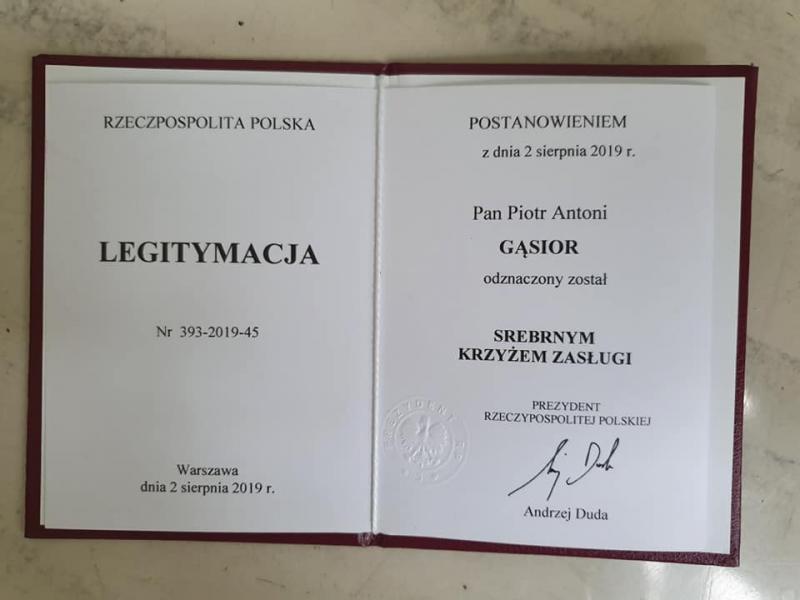 RZECZPOSPOLITA POLSKA
LEGITYMACJA
Nr 393-2019-45
Warszawa
dnia 2 sierpnia 2019 r.
POSTANOWIENIEM
z dnia 2 sierpnia 2019 r.
Pan Piotr Antoni
GĄSIOR
odznaczony został
SREBRNYM
KRZYŻEM ZASŁUGI
PREZYDENT
RZECZYPOSPOLITEJ POLSKIEJ
Andrzej Duda